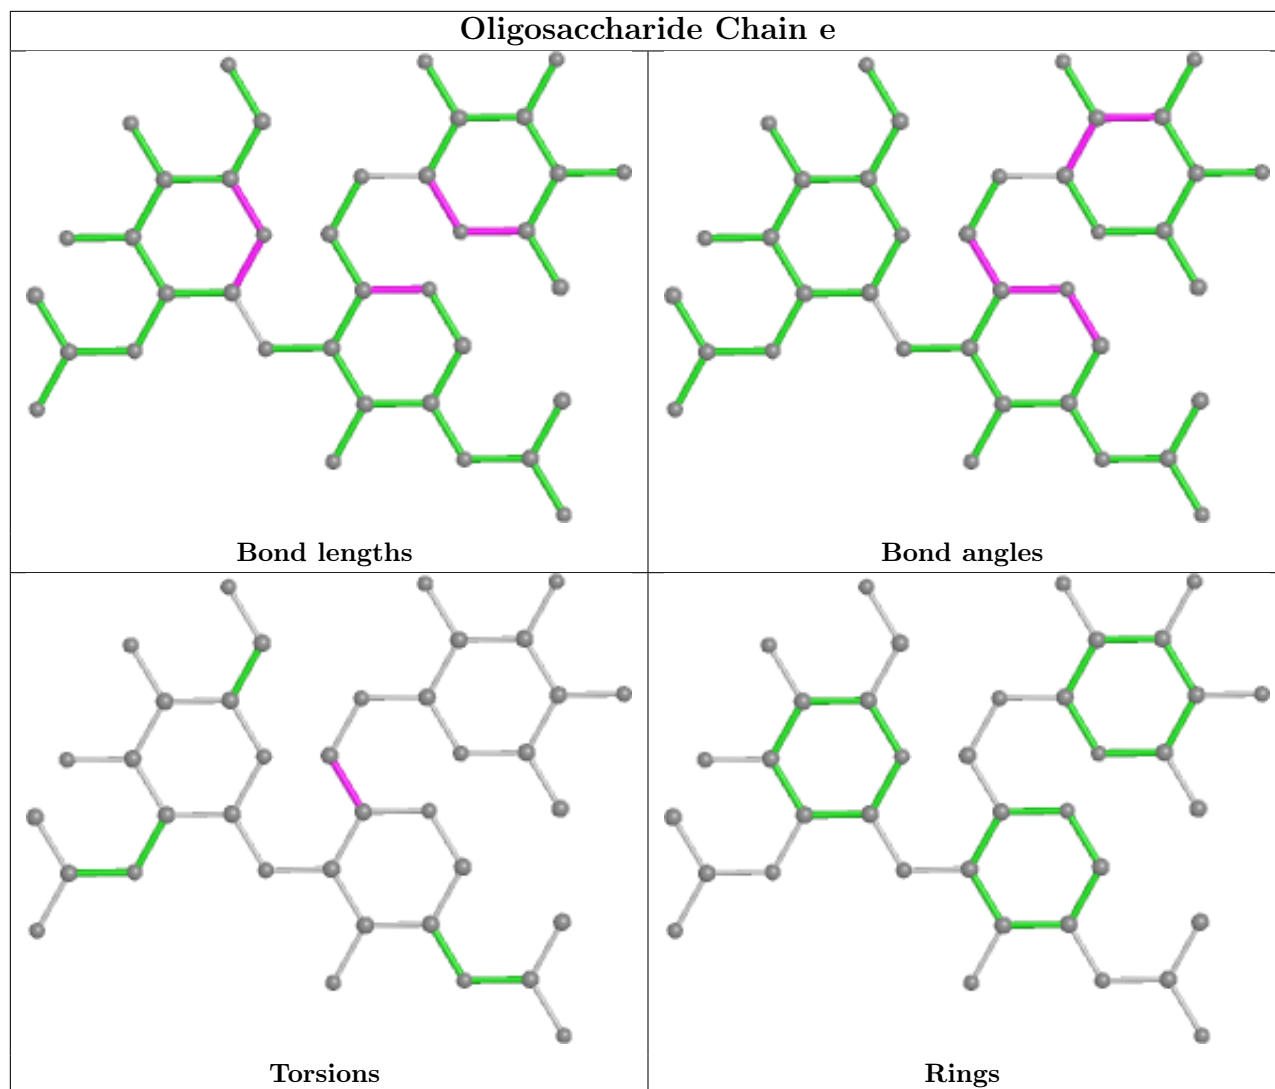 Oligosaccharide Chain e
Bond lengths
Bond angles
Torsions
Rings